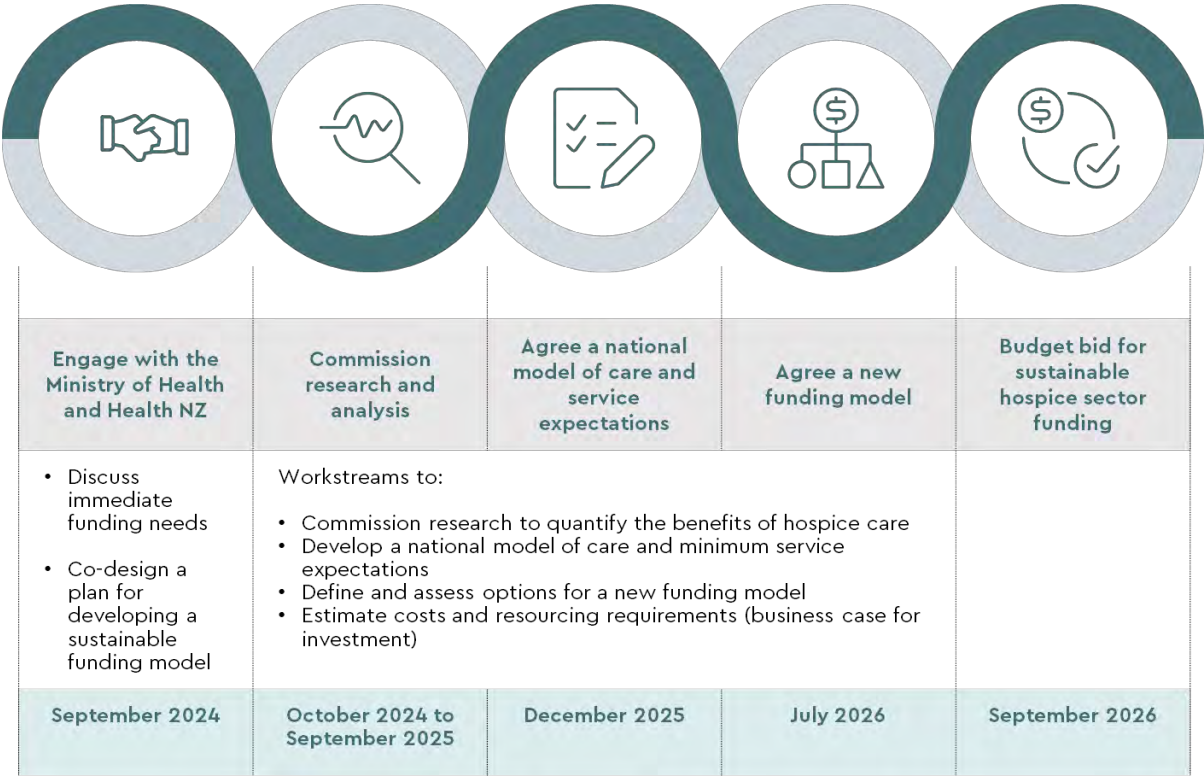 Engage with the
Ministry of Health
and Health NZ
Commission
research and
analysis
Agree a national
model of care and
service
expectations
Agree a new
funding model
Budget bid for
sustainable
hospice sector
funding
• Discuss
immediate
funding needs
• Co-design a
plan for
developing a
sustainable
funding model
Workstreams to:
• Commission research to quantify the benefits of hospice care
• Develop a national model of care and minimum service
expectations
• Define and assess options for a new funding model
• Estimate costs and resourcing requirements (business case for
investment)
September 2024
October 2024 to
September 2025
December 2025
July 2026
September 2026